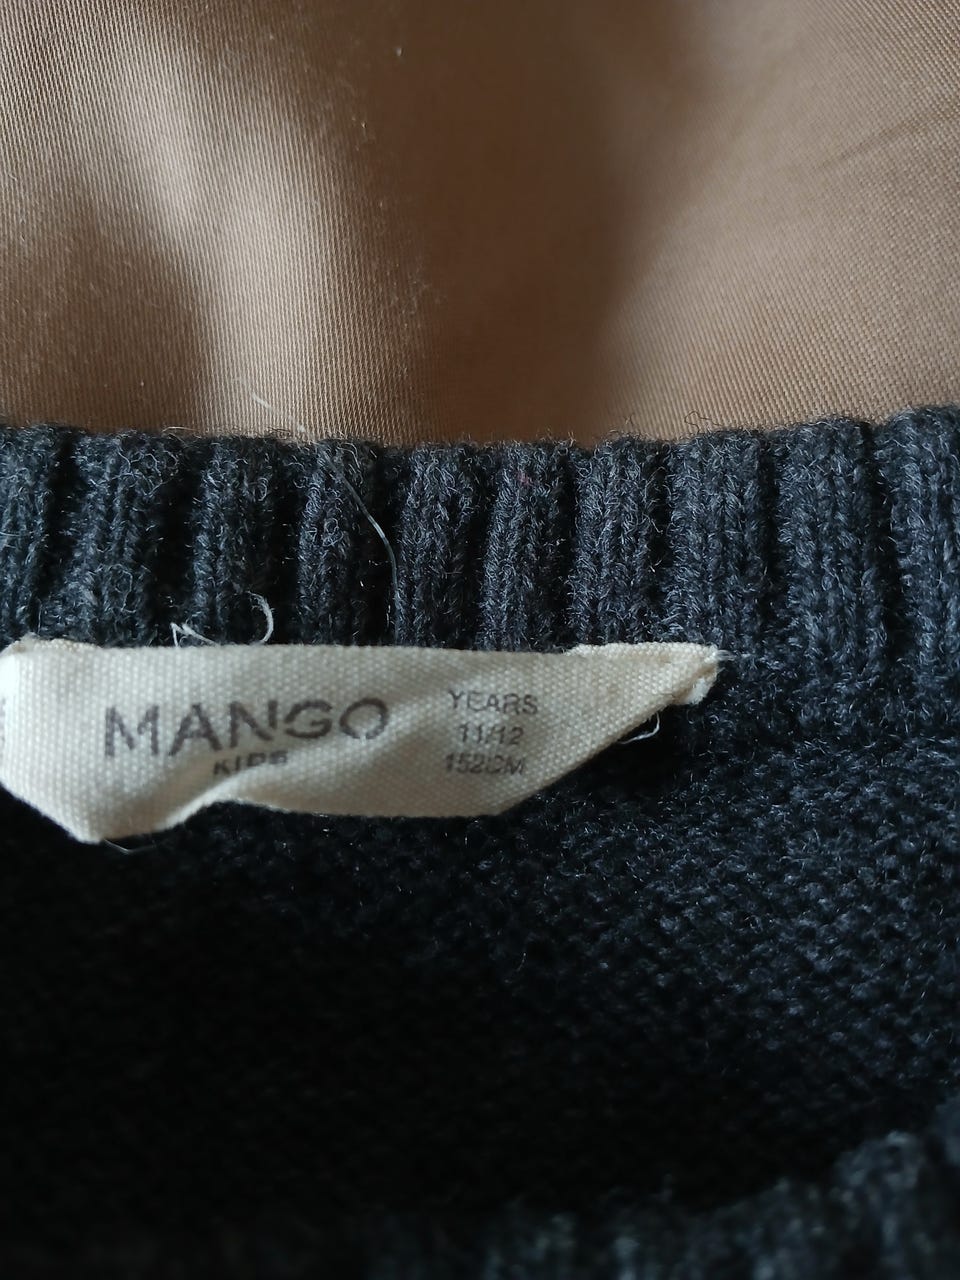 MANGO
KIDS
YEARS
11/12
152CM